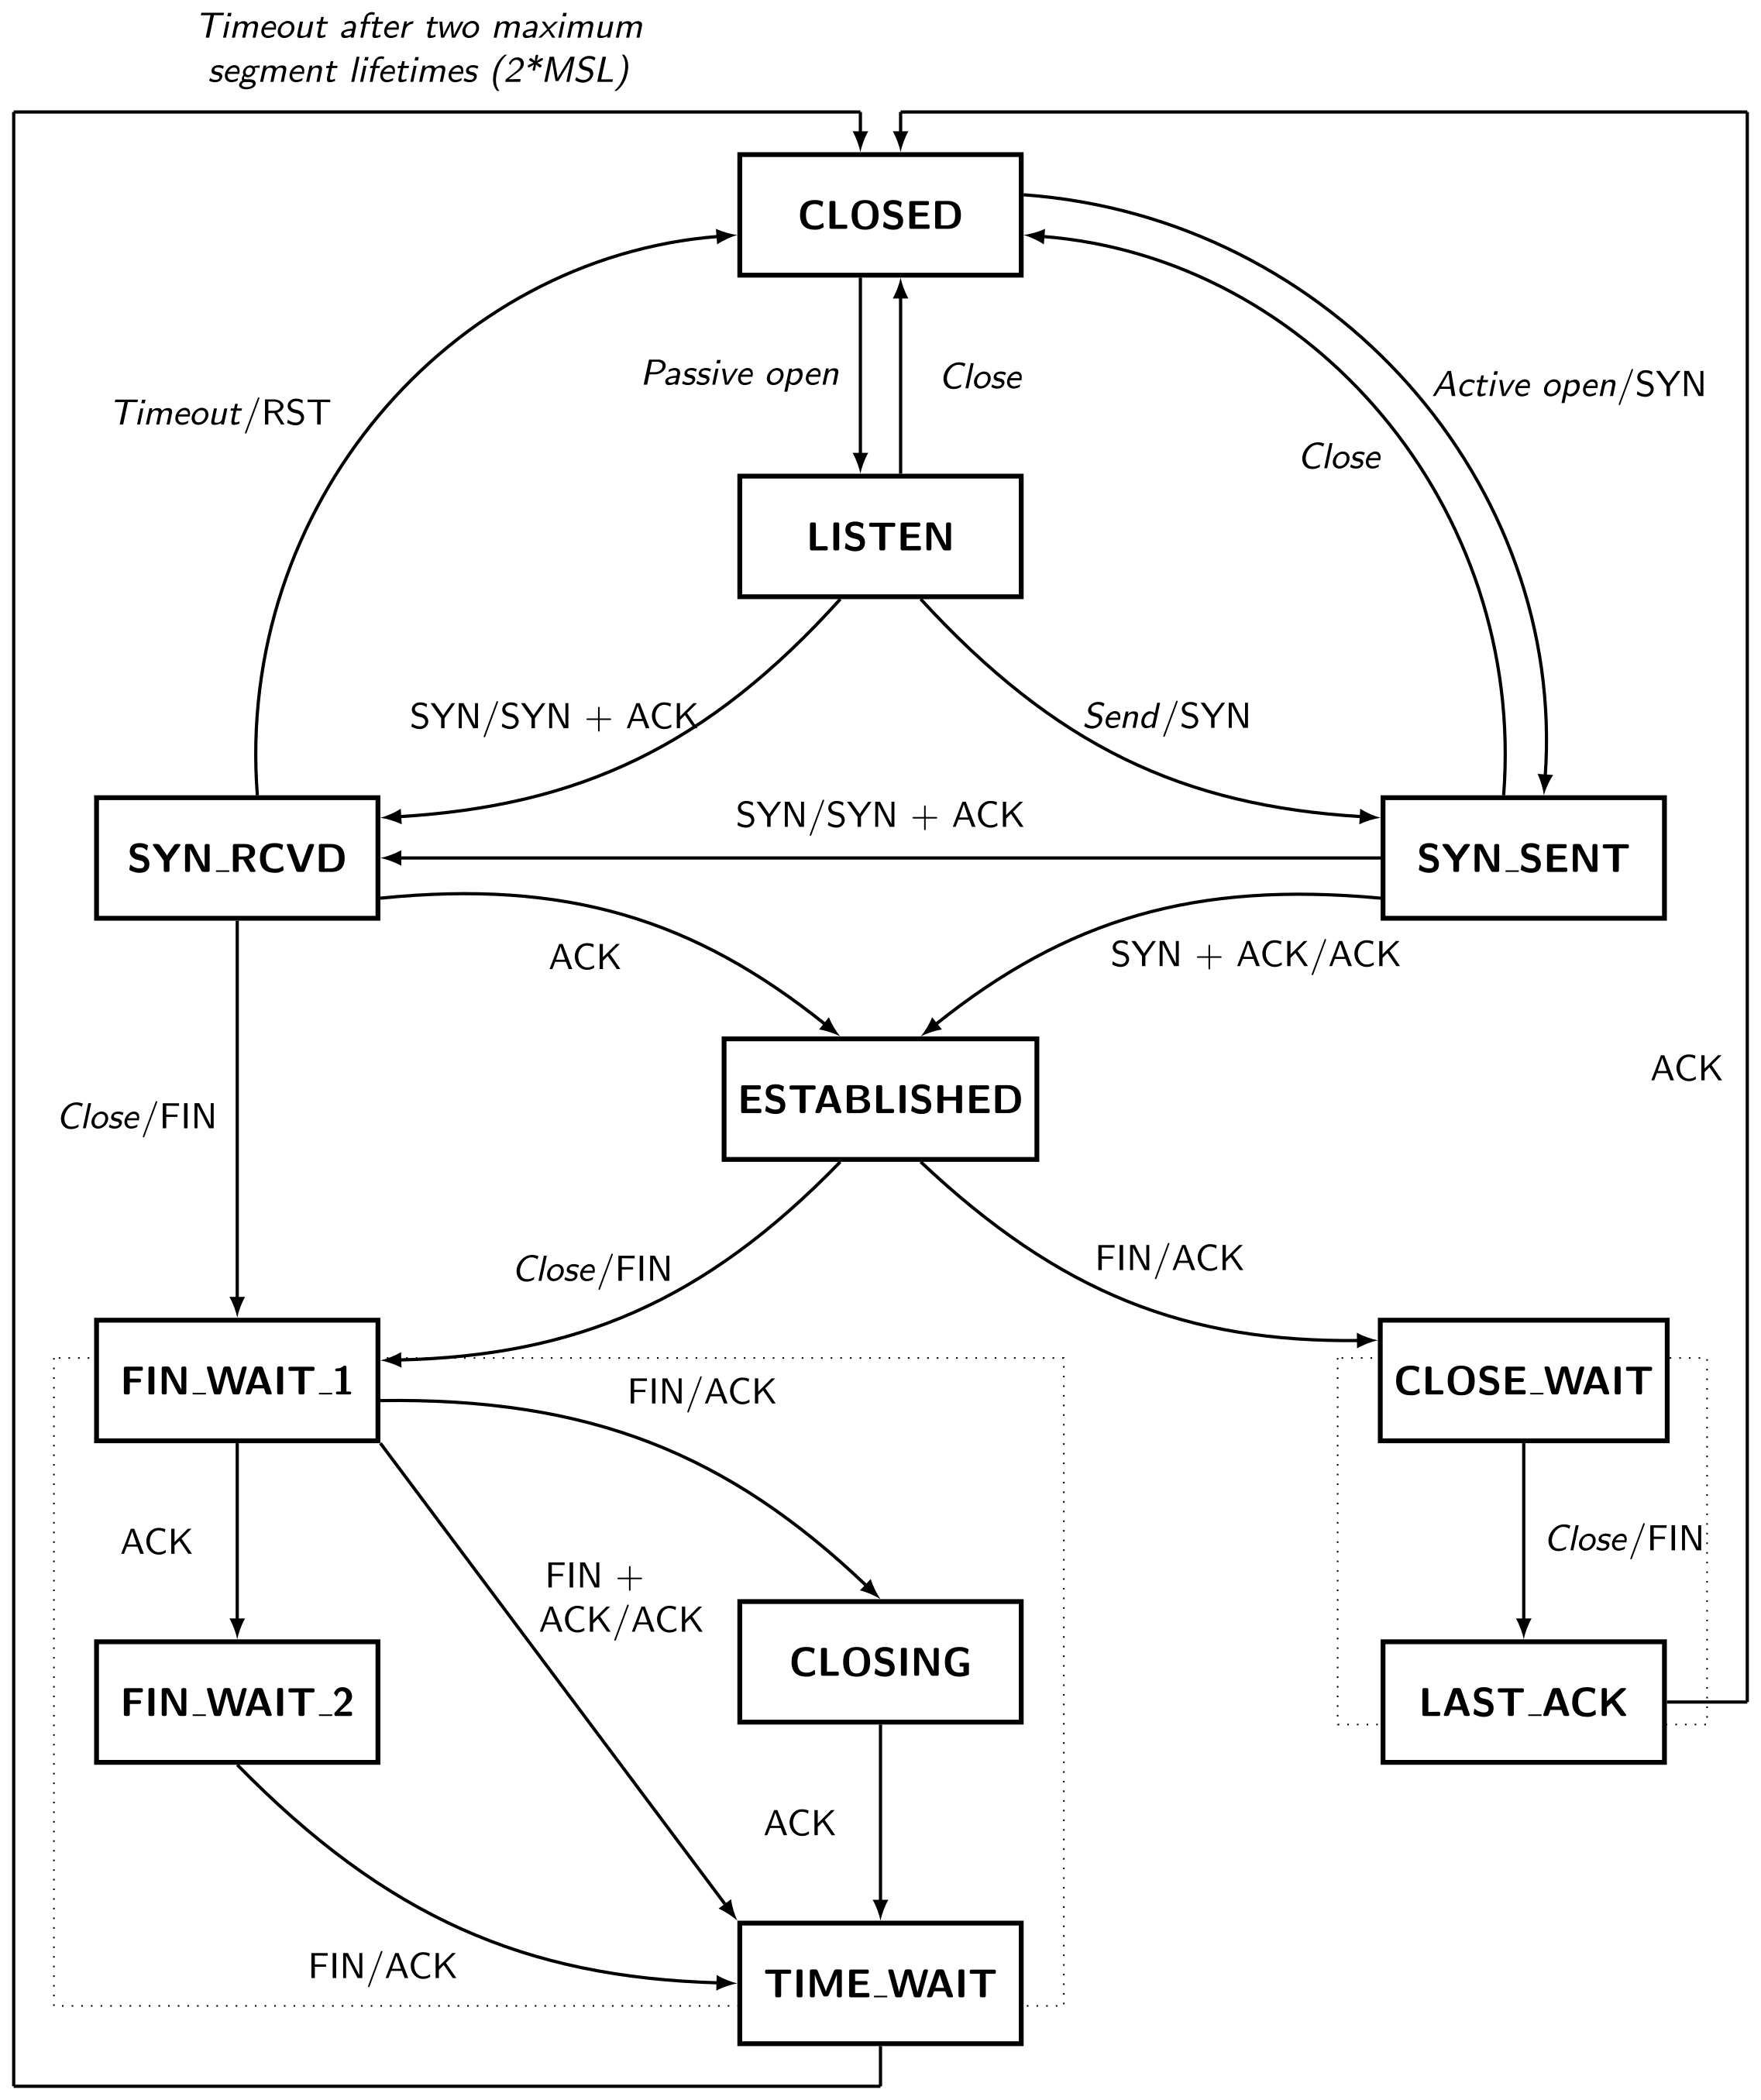 Timeout after two maximum
segment lifetimes (2*MSL)
CLOSED
Passive open
Close
Active open/SYN
Timeout/RST
Close
LISTEN
SYN/SYN + ACK
Send/SYN
SYN/SYN + ACK
SYN_RCVD
SYN_SENT
ACK
SYN + ACK/ACK
ACK
ESTABLISHED
Close/FIN
Close/FIN
FIN/ACK
FIN_WAIT_1
FIN/ACK
CLOSE_WAIT
ACK
FIN +
ACK/ACK
Close/FIN
CLOSING
FIN_WAIT_2
LAST_ACK
ACK
FIN/ACK
TIME_WAIT